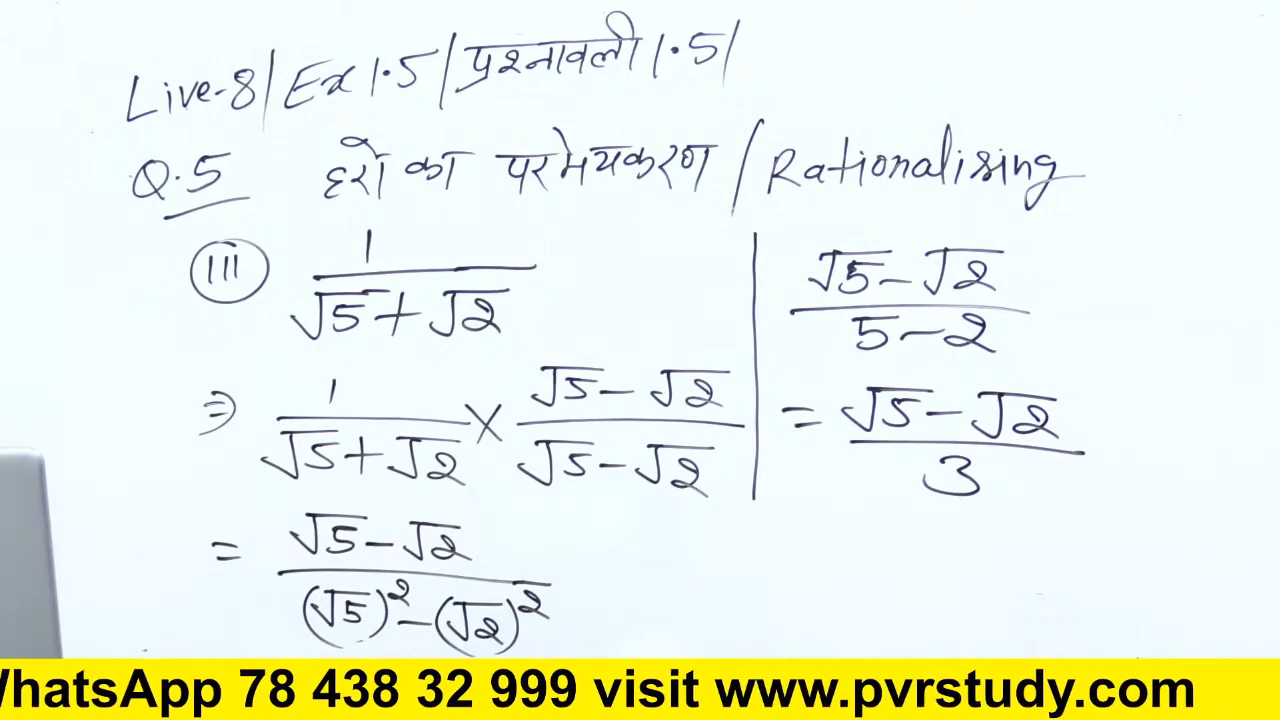 Live-8/ Ex 1.5/ प्रश्नावली 1.5/
Q.5 हरों का परमेयकरण / Rationalising
(iii) 1/(√5+√2)
⇒ 1/(√5+√2) × (√5-√2)/(√5-√2)
= (√5-√2)/((√5)²-(√2)²)
(√5-√2)/(5-2)
= (√5-√2)/3
WhatsApp 78 438 32 999 visit www.pvrstudy.com